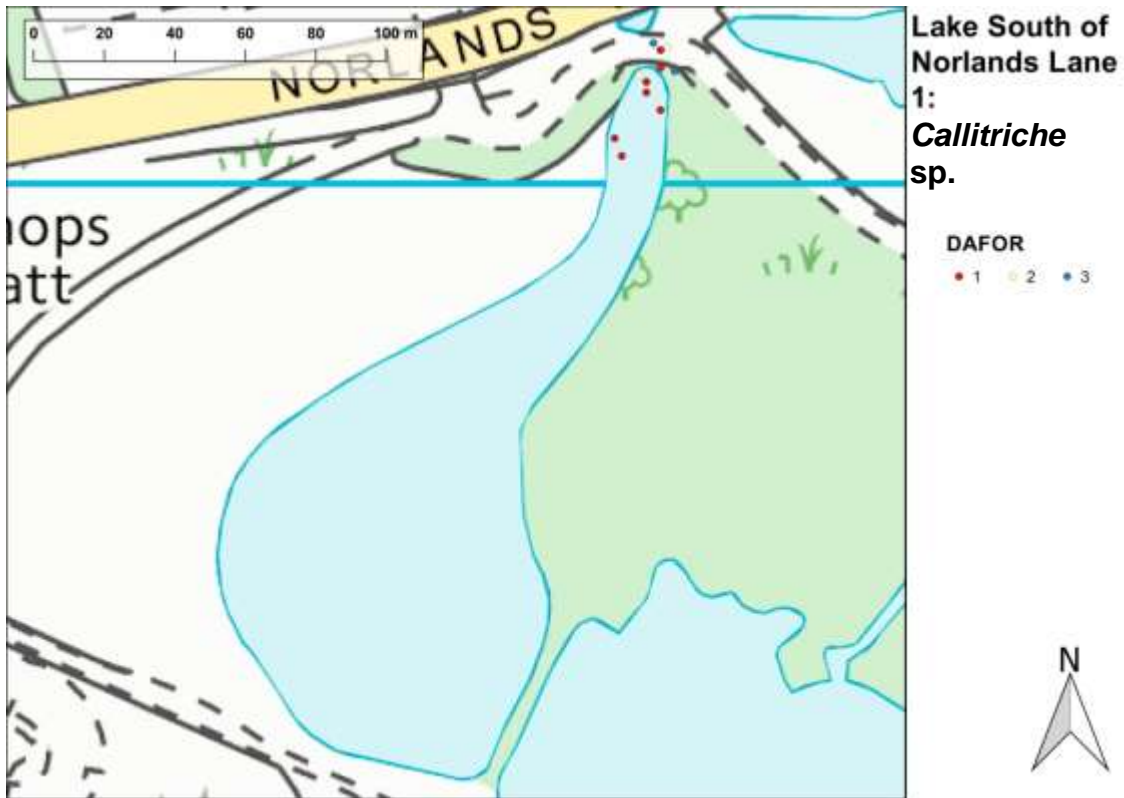 0 20 40 60 80 100 m
NORLANDS
hops
att
Lake South of
Norlands Lane
1:
Callitriche
sp.
DAFOR
1 2 3
N